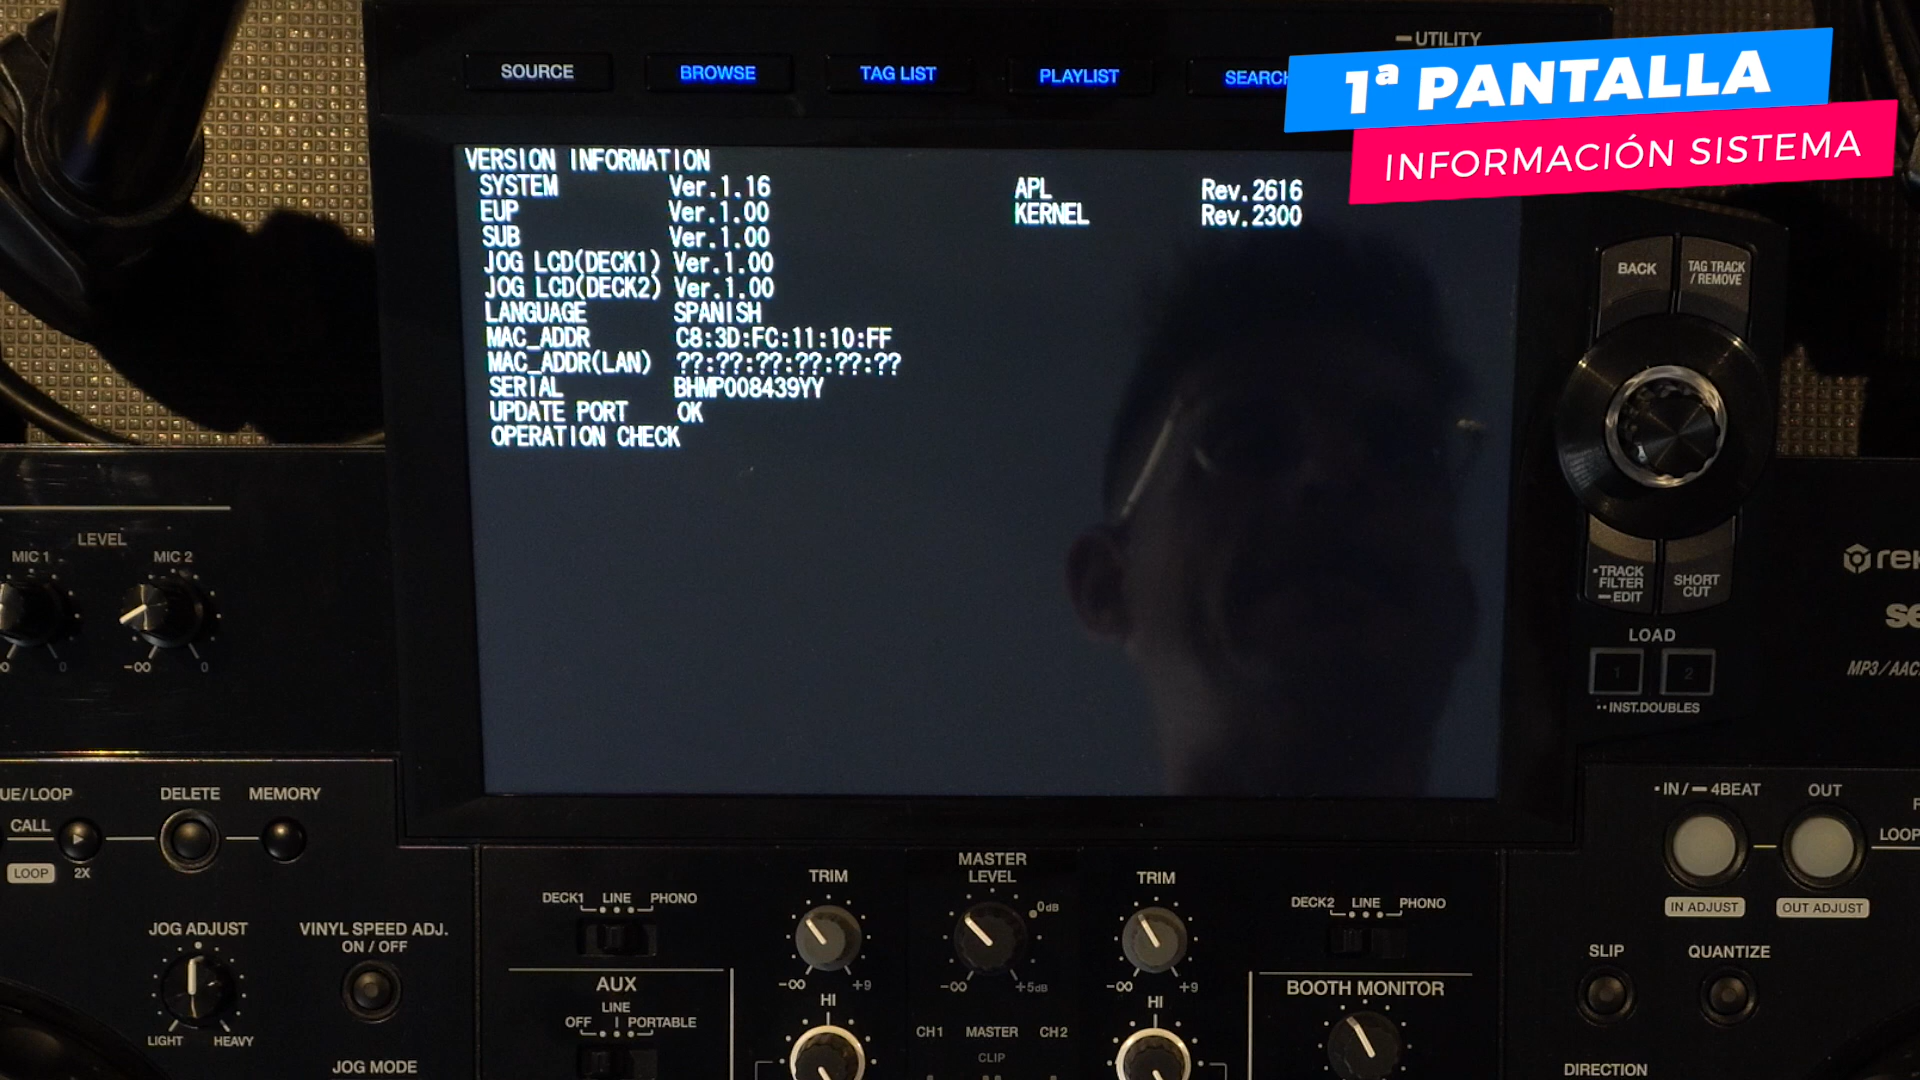 UTILITY
SOURCE BROWSE TAG LIST PLAYLIST SEARCH
1ª PANTALLA
INFORMACIÓN SISTEMA
VERSION INFORMATION
SYSTEM Ver.1.16 APL Rev.2616
EUP Ver.1.00 KERNEL Rev.2300
SUB Ver.1.00
JOG LCD(DECK1) Ver.1.00
JOG LCD(DECK2) Ver.1.00
LANGUAGE SPANISH
MAC_ADDR C8:3D:FC:11:10:FF
MAC_ADDR(LAN) ??:??:??:??:??:??
SERIAL BHMP008439YY
UPDATE PORT OK
OPERATION CHECK
BACK
TAG TRACK
/ REMOVE
TRACK
FILTER
EDIT
SHORT
CUT
LOAD
1 2
INST.DOUBLES
MP3/AAC
LEVEL
MIC 1 MIC 2
0 -∞ 0
UE/LOOP
CALL
DELETE MEMORY
LOOP 2X
JOG ADJUST
LIGHT HEAVY
VINYL SPEED ADJ.
ON / OFF
JOG MODE
DECK1 LINE PHONO
AUX
LINE
OFF PORTABLE
TRIM
-∞ +9
HI
MASTER
LEVEL
0dB
-∞ +5dB
CH1 MASTER CH2
CLIP
TRIM
-∞ +9
HI
DECK2 LINE PHONO
BOOTH MONITOR
IN / 4BEAT OUT
LOOP
IN ADJUST OUT ADJUST
SLIP QUANTIZE
DIRECTION